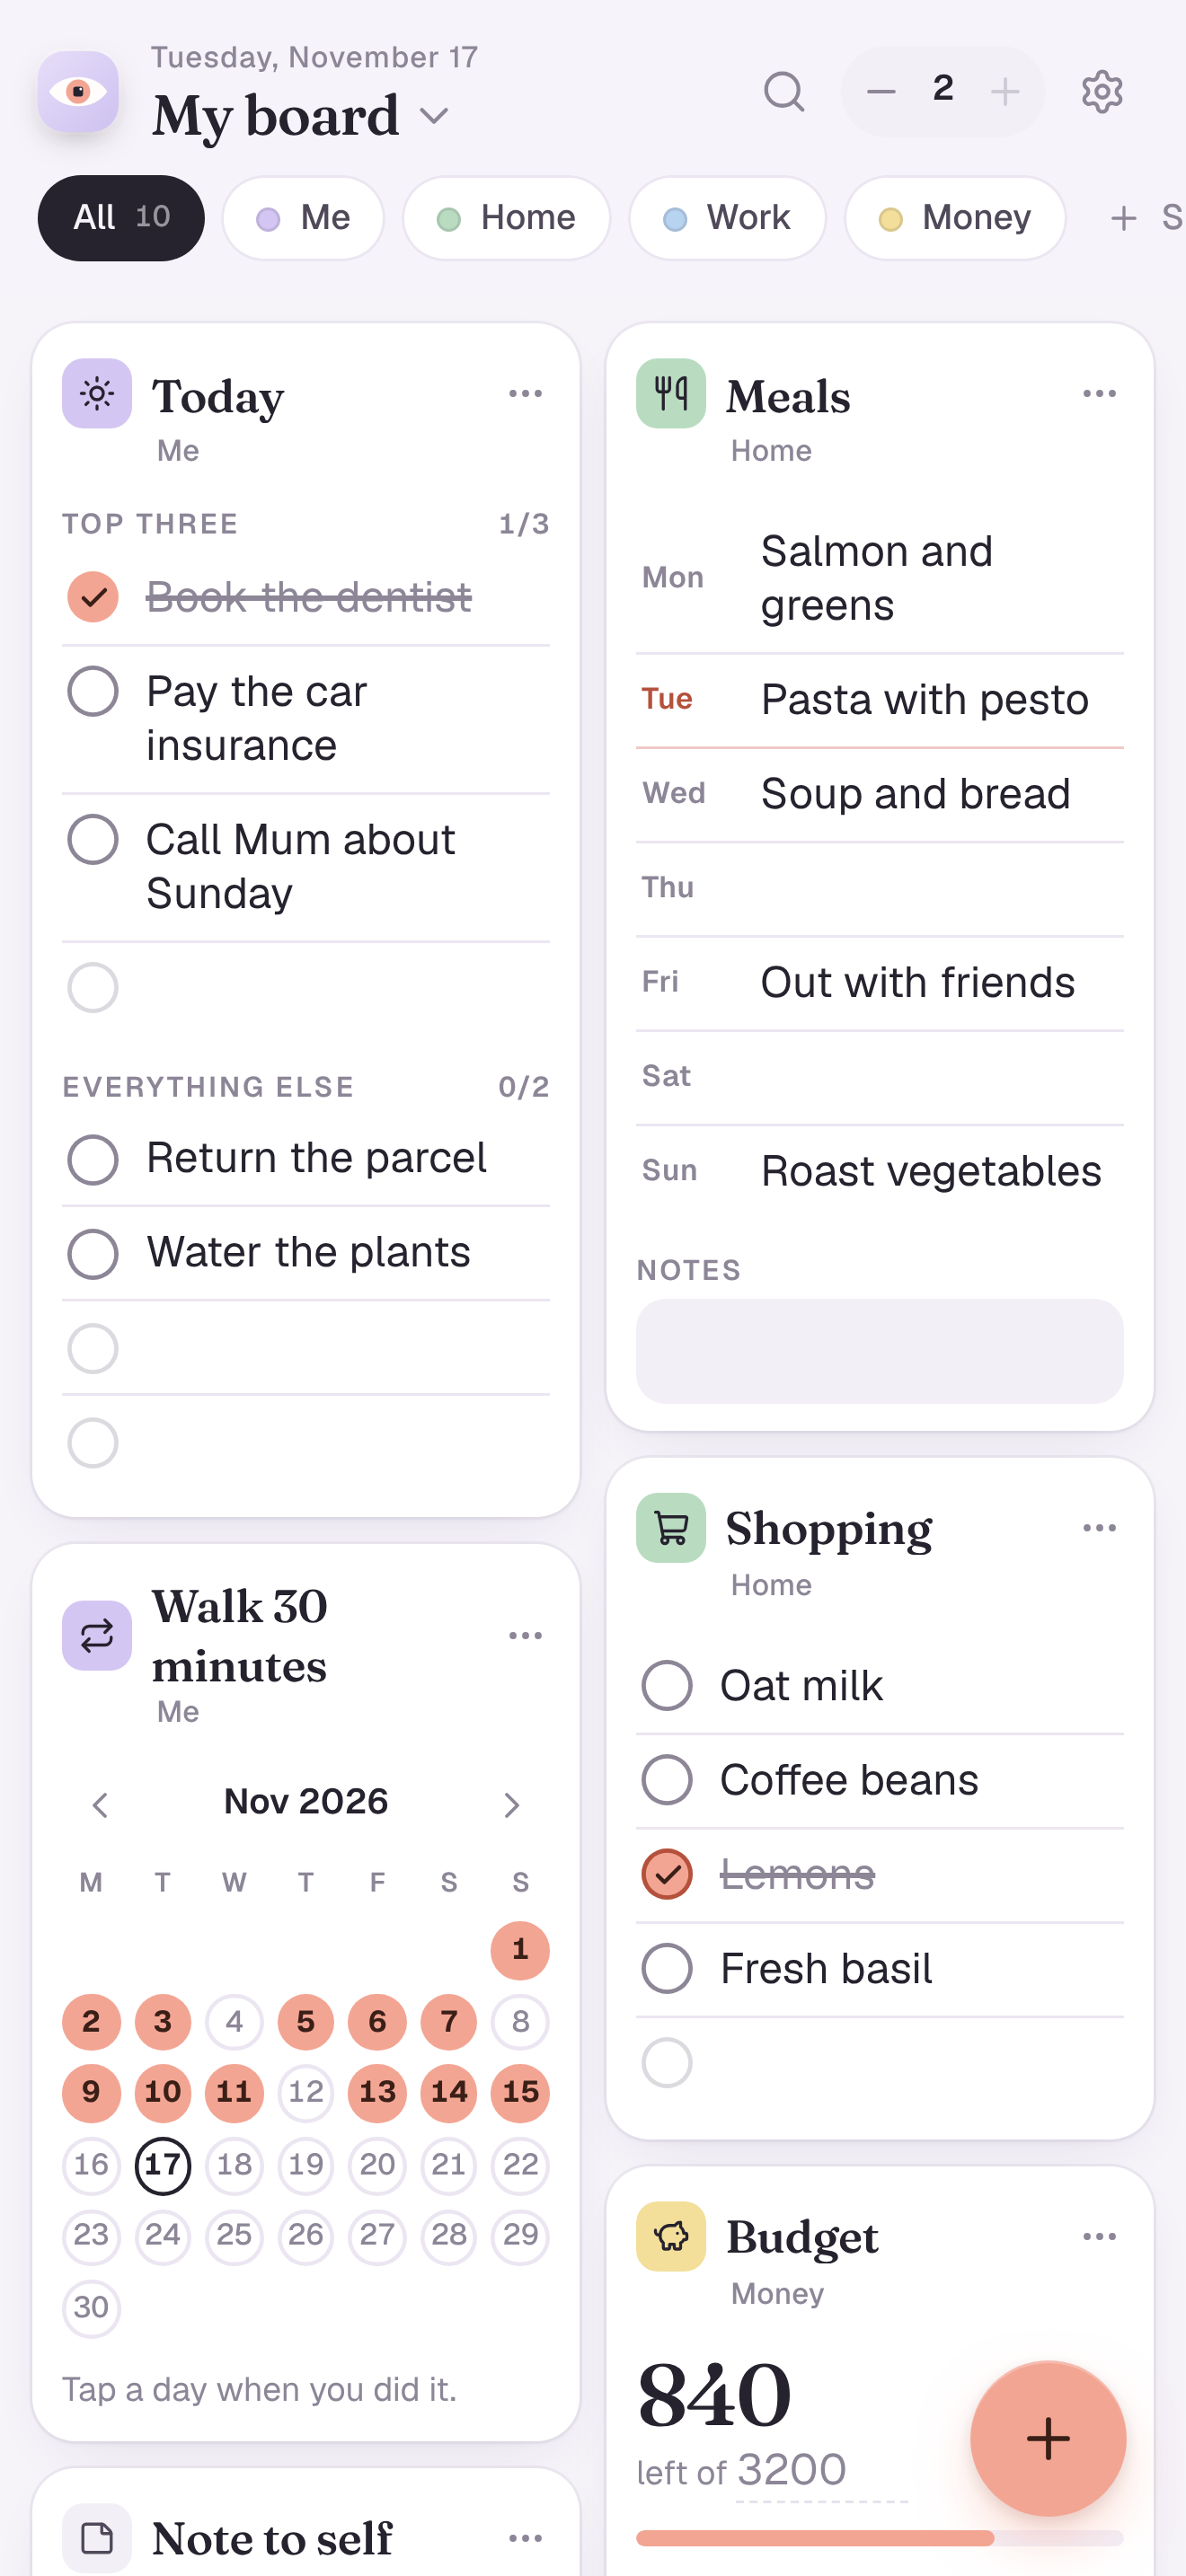 Tuesday, November 17
My board
2
All 10
Me
Home
Work
Money
S
Today
Me
TOP THREE 1/3
Book the dentist
Pay the car
insurance
Call Mum about
Sunday
EVERYTHING ELSE 0/2
Return the parcel
Water the plants
Walk 30
minutes
Me
Nov 2026
M T W T F S S
1
2 3 4 5 6 7 8
9 10 11 12 13 14 15
16 17 18 19 20 21 22
23 24 25 26 27 28 29
30
Tap a day when you did it.
Note to self
Meals
Home
Mon Salmon and
greens
Tue Pasta with pesto
Wed Soup and bread
Thu
Fri Out with friends
Sat
Sun Roast vegetables
NOTES
Shopping
Home
Oat milk
Coffee beans
Lemons
Fresh basil
Budget
Money
840
left of 3200